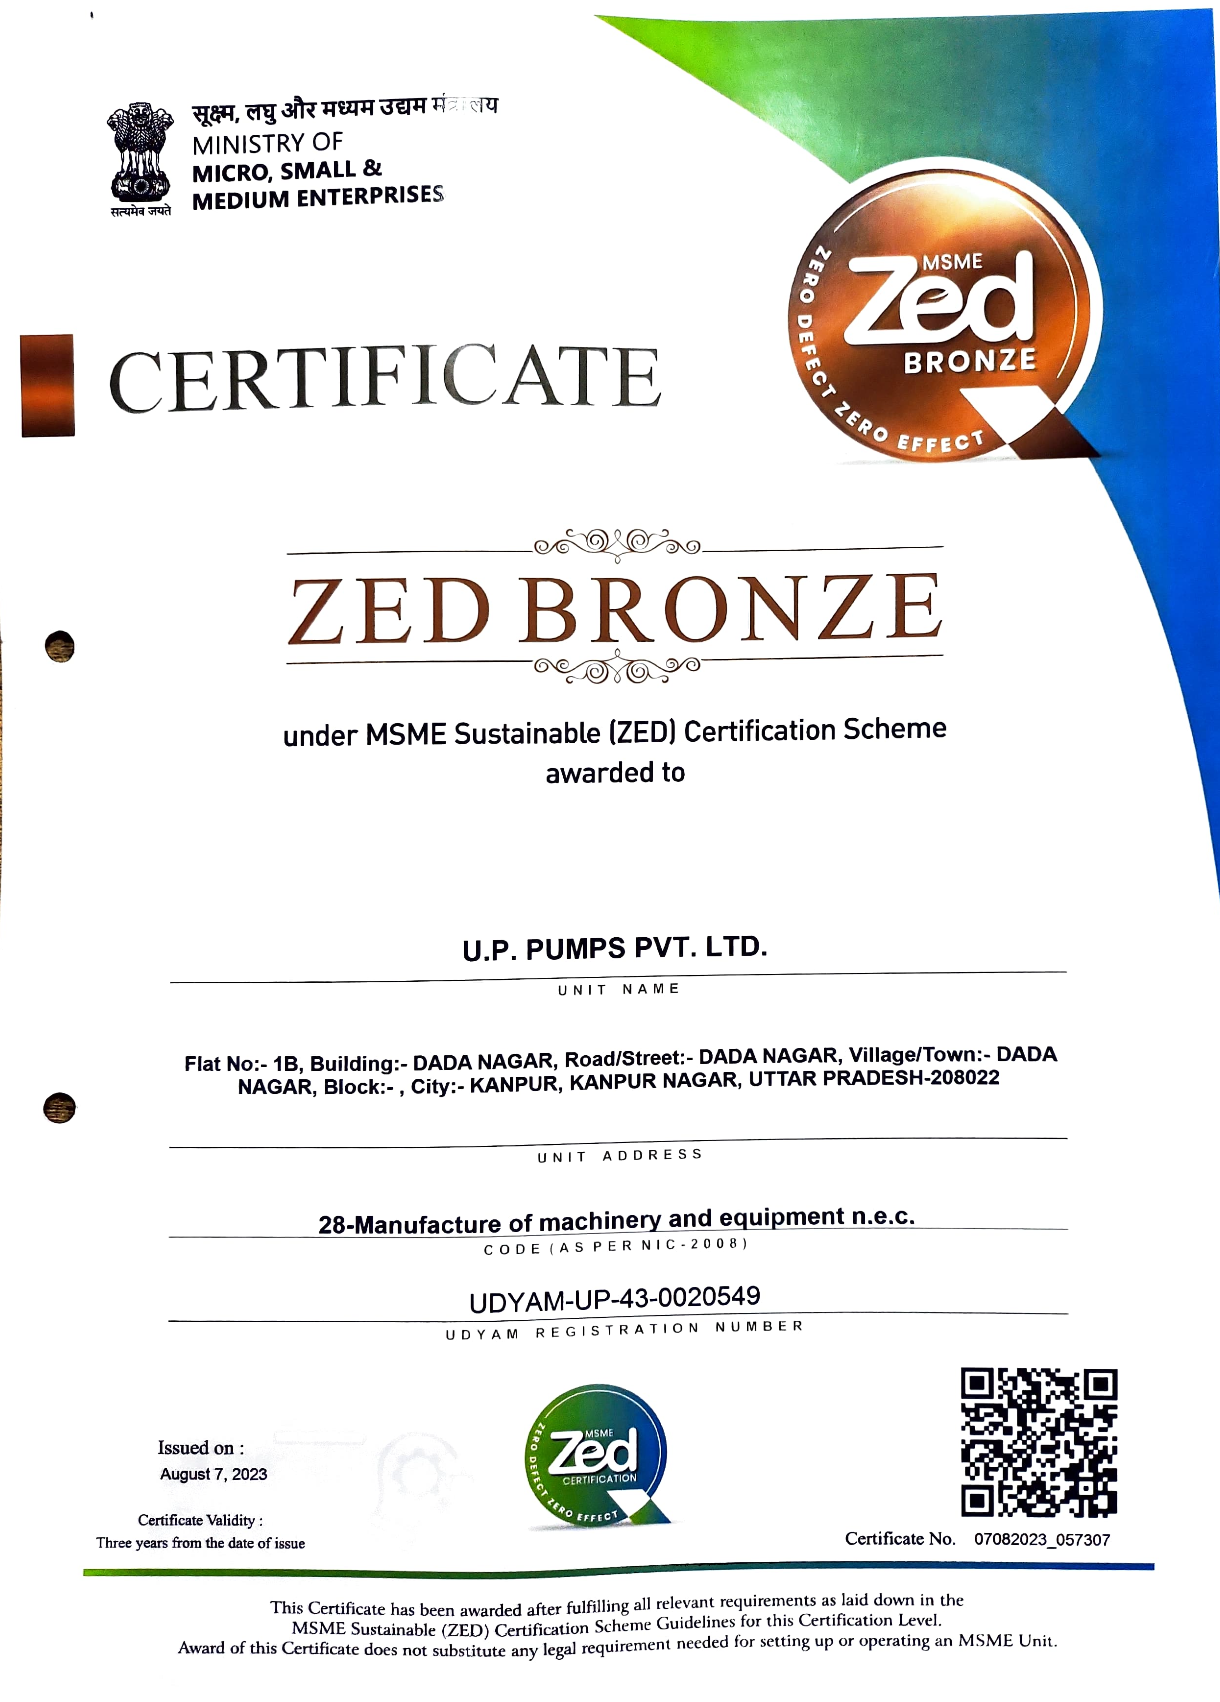 सूक्ष्म, लघु और मध्यम उद्यम मंत्रालय
MINISTRY OF
MICRO, SMALL &
MEDIUM ENTERPRISES
सत्यमेव जयते
MSME
Zed
BRONZE
ZERO DEFECT ZERO EFFECT
CERTIFICATE
ZED BRONZE
under MSME Sustainable (ZED) Certification Scheme
awarded to
U.P. PUMPS PVT. LTD.
UNIT NAME
Flat No:- 1B, Building:- DADA NAGAR, Road/Street:- DADA NAGAR, Village/Town:- DADA
NAGAR, Block:- , City:- KANPUR, KANPUR NAGAR, UTTAR PRADESH-208022
UNIT ADDRESS
28-Manufacture of machinery and equipment n.e.c.
CODE (AS PER NIC-2008)
UDYAM-UP-43-0020549
UDYAM REGISTRATION NUMBER
Issued on :
August 7, 2023
Certificate Validity :
Three years from the date of issue
MSME
Zed
CERTIFICATION
ZERO DEFECT ZERO EFFECT
Certificate No. 07082023_057307
This Certificate has been awarded after fulfilling all relevant requirements as laid down in the
MSME Sustainable (ZED) Certification Scheme Guidelines for this Certification Level.
Award of this Certificate does not substitute any legal requirement needed for setting up or operating an MSME Unit.